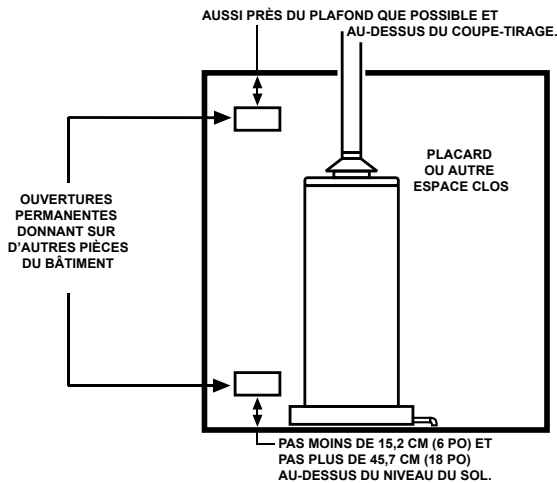 AUSSI PRÈS DU PLAFOND QUE POSSIBLE ET
AU-DESSUS DU COUPE-TIRAGE.
PLACARD
OU AUTRE
ESPACE CLOS
OUVERTURES
PERMANENTES
DONNANT SUR
D'AUTRES PIÈCES
DU BÂTIMENT
PAS MOINS DE 15,2 CM (6 PO) ET
PAS PLUS DE 45,7 CM (18 PO)
AU-DESSUS DU NIVEAU DU SOL.